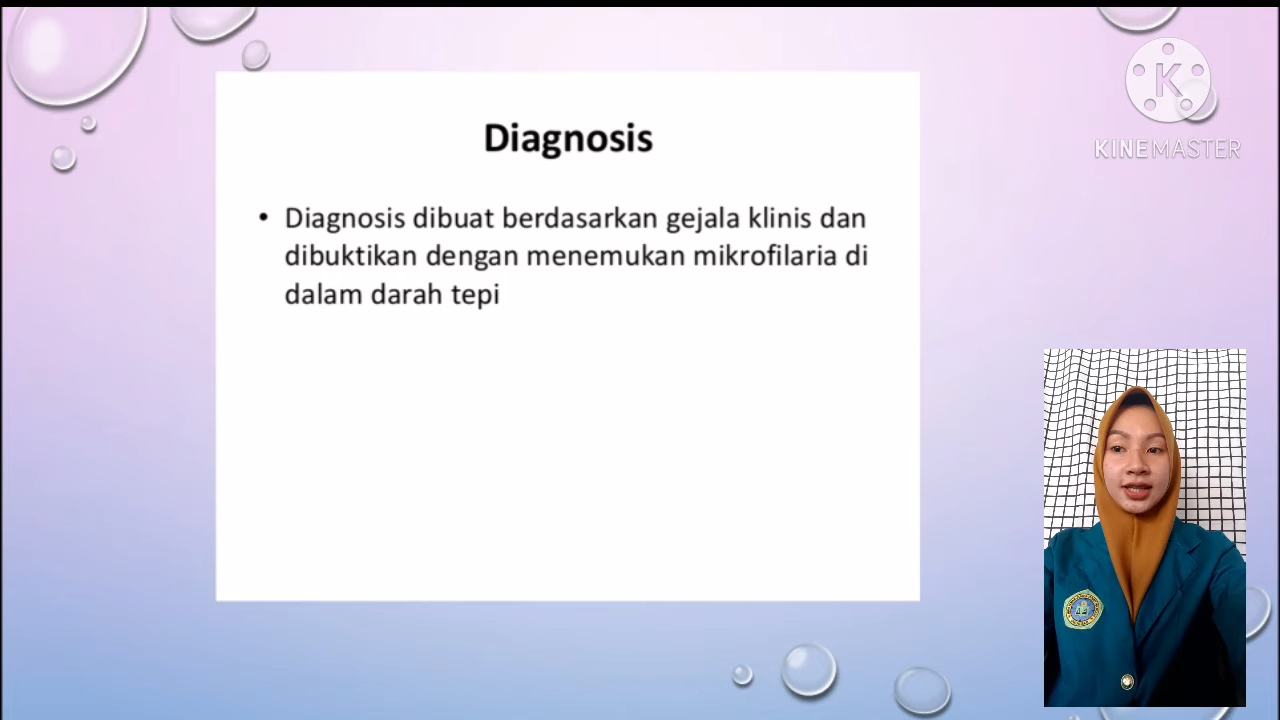 Diagnosis
• Diagnosis dibuat berdasarkan gejala klinis dan
dibuktikan dengan menemukan mikrofilaria di
dalam darah tepi
K
KINEMASTER